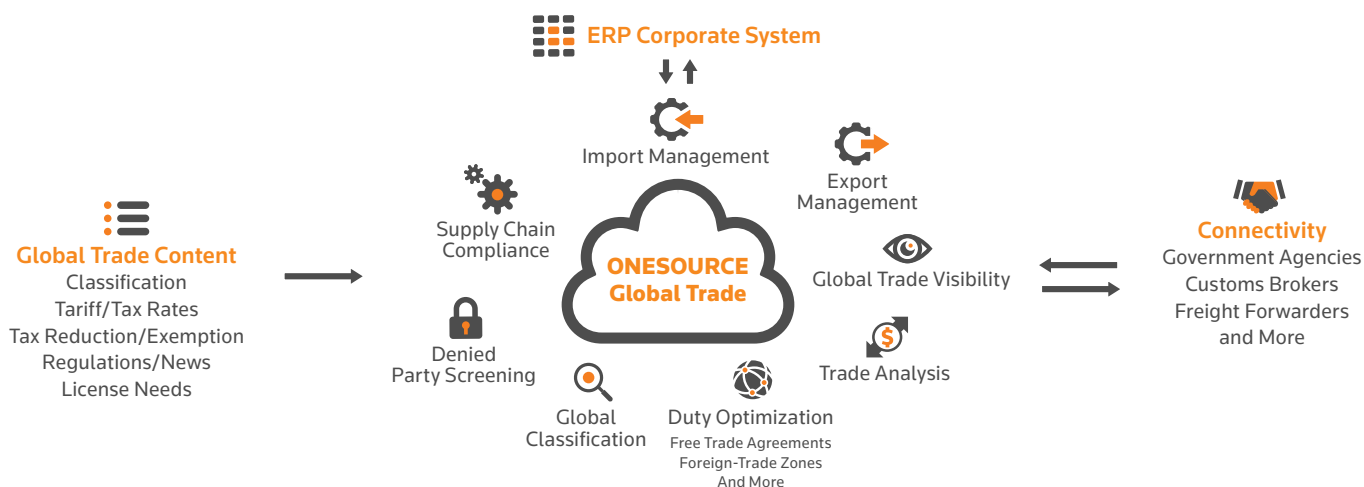 ERP Corporate System
Import Management
Export
Management
Supply Chain
Compliance
Global Trade Content
Classification
Tariff/Tax Rates
Tax Reduction/Exemption
Regulations/News
License Needs
ONESOURCE
Global Trade
Global Trade Visibility
Connectivity
Government Agencies
Customs Brokers
Freight Forwarders
and More
Denied
Party Screening
$
Trade Analysis
Global
Classification
Duty Optimization
Free Trade Agreements
Foreign-Trade Zones
And More